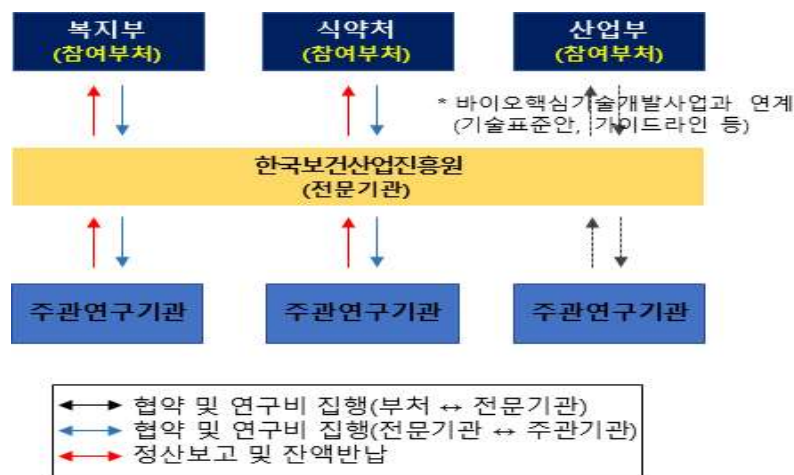 복지부
(참여부처)
식약처
(참여부처)
산업부
(참여부처)
* 바이오핵심기술개발사업과 연계
(기술표준안, 가이드라인 등)
한국보건산업진흥원
(전문기관)
주관연구기관
주관연구기관
주관연구기관
협약 및 연구비 집행(부처 ↔ 전문기관)
협약 및 연구비 집행(전문기관 ↔ 주관기관)
정산보고 및 잔액반납